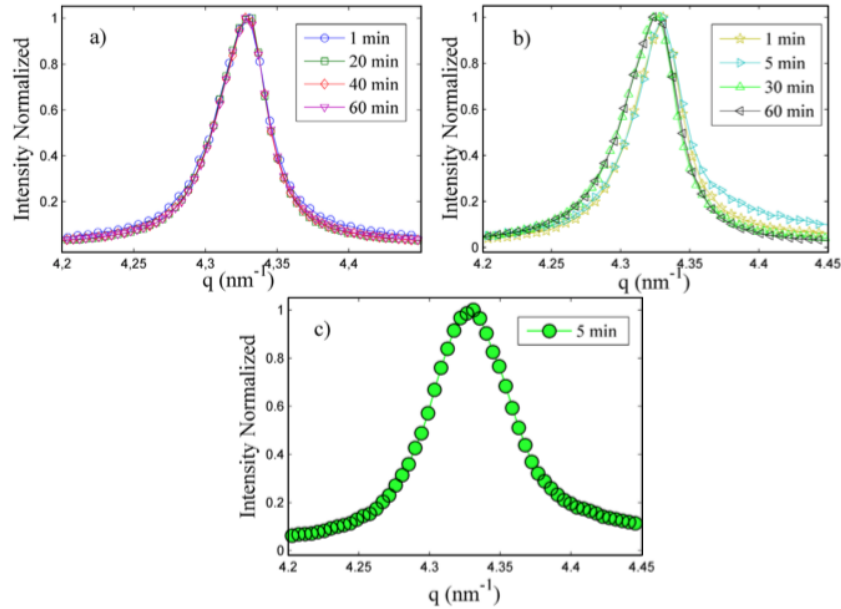 a)
1 min
20 min
40 min
60 min
Intensity Normalized
1
0.8
0.6
0.4
0.2
4.2 4,25 4.3 4,35 4,4
q (nm-1)
b)
1 min
5 min
30 min
60 min
Intensity Normalized
1
0.8
0.6
0.4
0.2
0
4.2 4.25 4.3 4.35 4.4 4.45
q (nm-1)
c)
5 min
Intensity Normalized
1
0.8
0.6
0.4
0.2
0
4.2 4.25 4.3 4.35 4.4 4.45
q (nm-1)